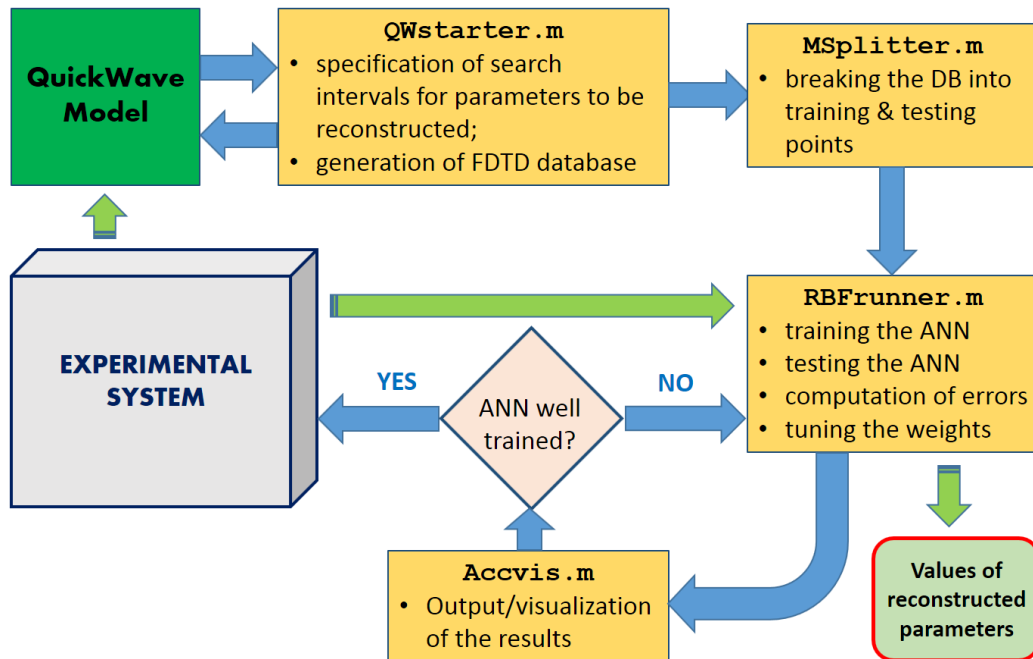 QuickWave
Model
QWstarter.m
• specification of search
intervals for parameters to be
reconstructed;
• generation of FDTD database
MSplitter.m
• breaking the DB into
training & testing
points
EXPERIMENTAL
SYSTEM
YES
ANN well
trained?
NO
RBFrunner.m
• training the ANN
• testing the ANN
• computation of errors
• tuning the weights
Accvis.m
• Output/visualization
of the results
Values of
reconstructed
parameters